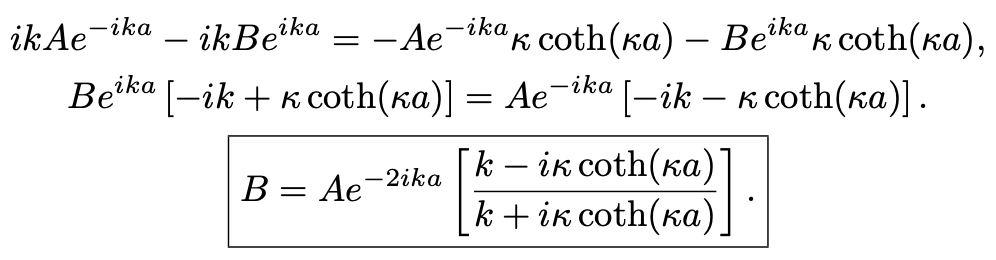 ikAe^{-ika} − ikBe^{ika} = −Ae^{-ika}κ coth(κa) − Be^{ika}κ coth(κa),
Be^{ika} [−ik + κ coth(κa)] = Ae^{-ika} [−ik − κ coth(κa)] .
B = Ae^{-2ika} [\frac{k − iκ coth(κa)}{k + iκ coth(κa)}] .